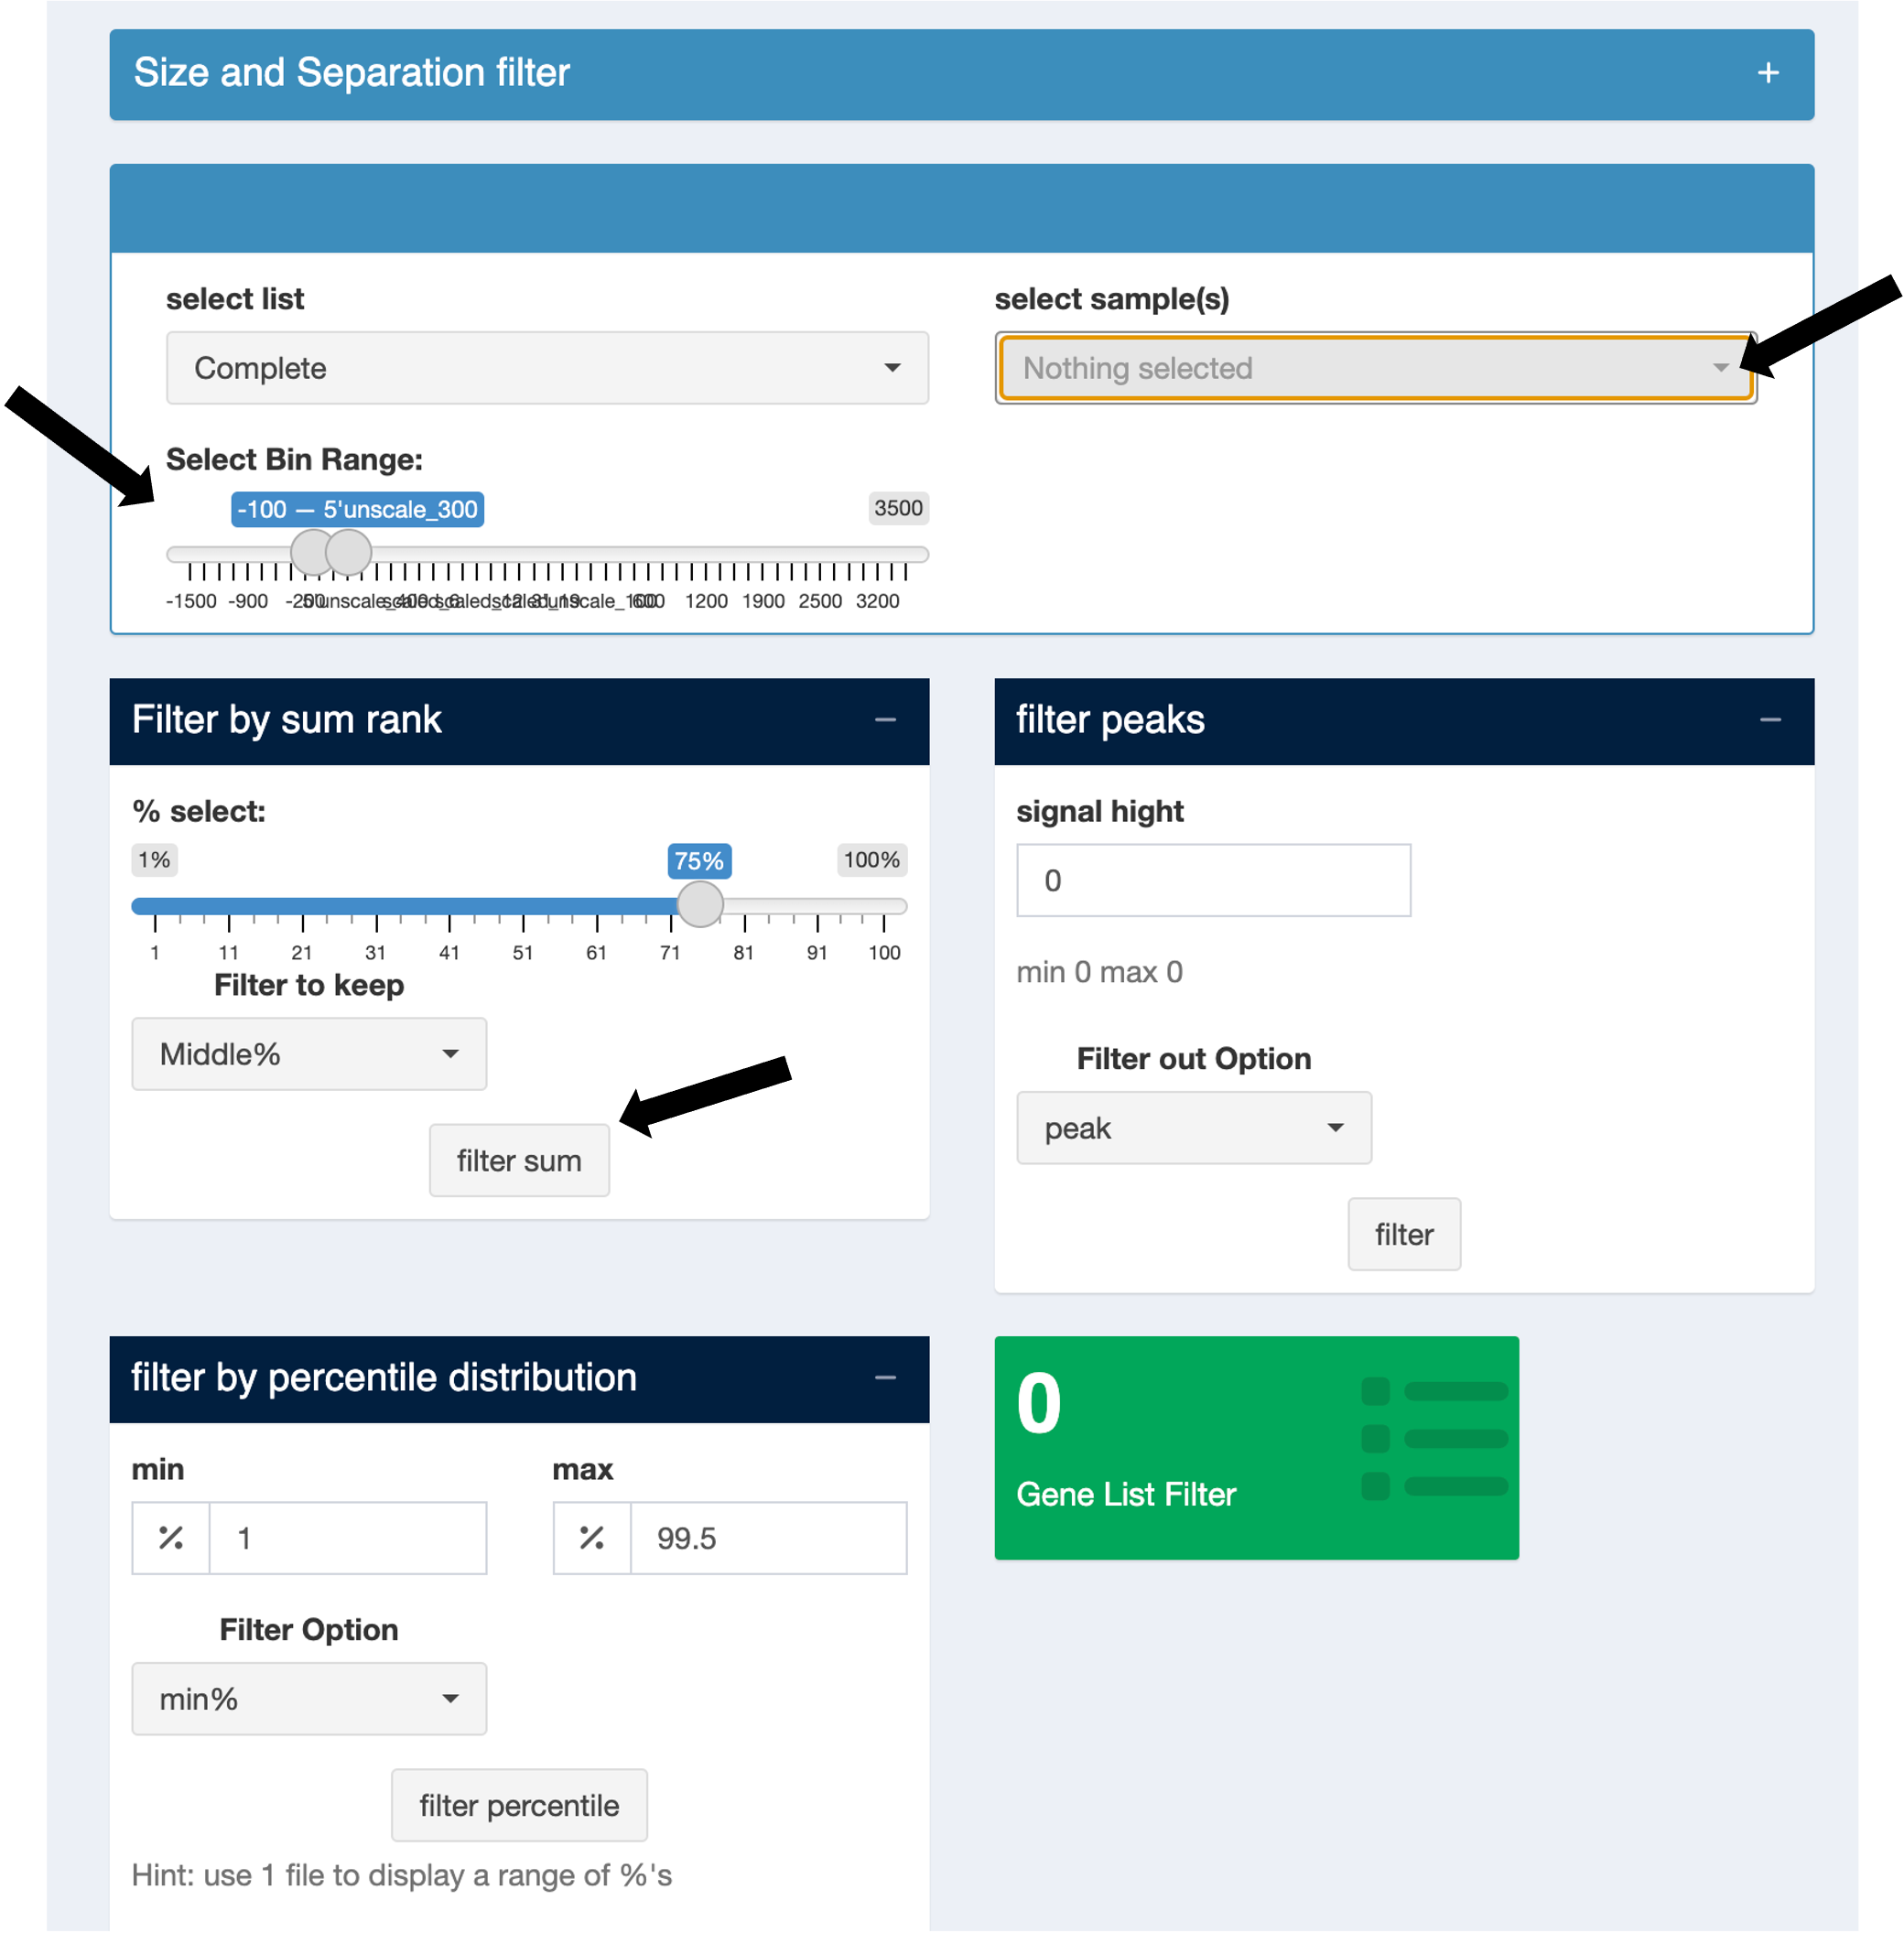 Size and Separation filter +
select list
select sample(s)
Complete
Nothing selected
Select Bin Range:
-100 — 5'unscale_300
3500
-1500 -900 1200 1900 2500 3200
Filter by sum rank –
filter peaks –
% select:
1% 75% 100%
1 11 21 31 41 51 61 71 81 91 100
Filter to keep
Middle%
filter sum
signal hight
0
min 0 max 0
Filter out Option
peak
filter
filter by percentile distribution –
min
max
% 1
% 99.5
Filter Option
min%
filter percentile
Hint: use 1 file to display a range of %'s
0
Gene List Filter